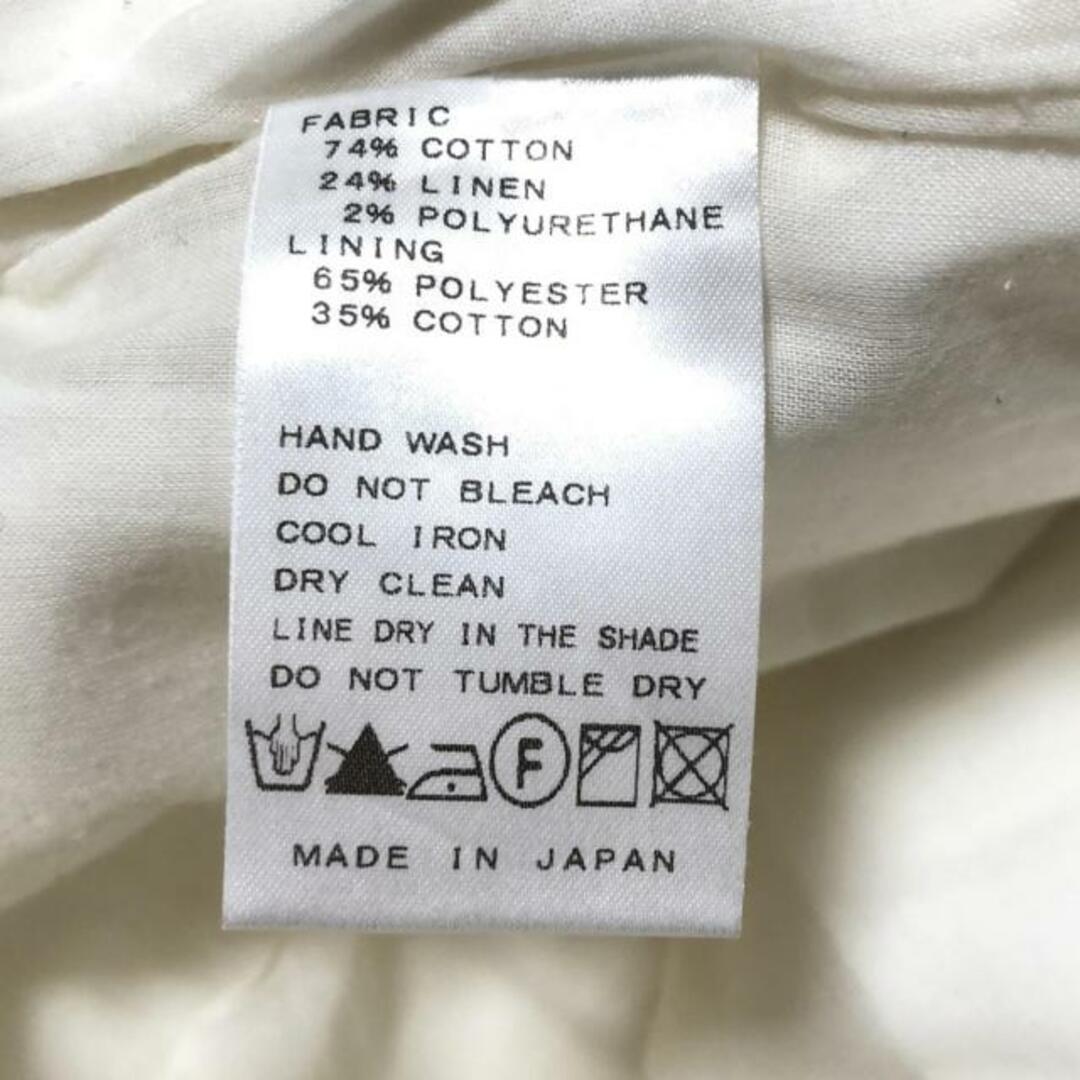 FABRIC
74% COTTON
24% LINEN
2% POLYURETHANE
LINING
65% POLYESTER
35% COTTON
HAND WASH
DO NOT BLEACH
COOL IRON
DRY CLEAN
LINE DRY IN THE SHADE
DO NOT TUMBLE DRY
F
MADE IN JAPAN